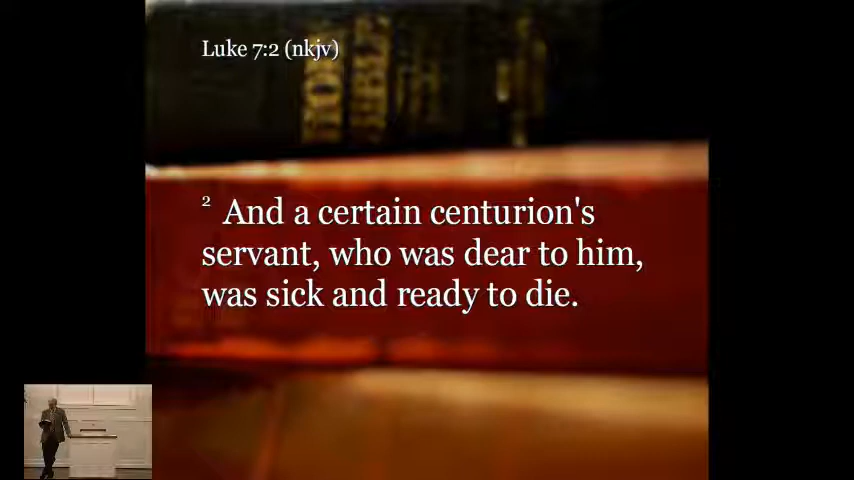 Luke 7:2 (nkjv)
2 And a certain centurion's
servant, who was dear to him,
was sick and ready to die.